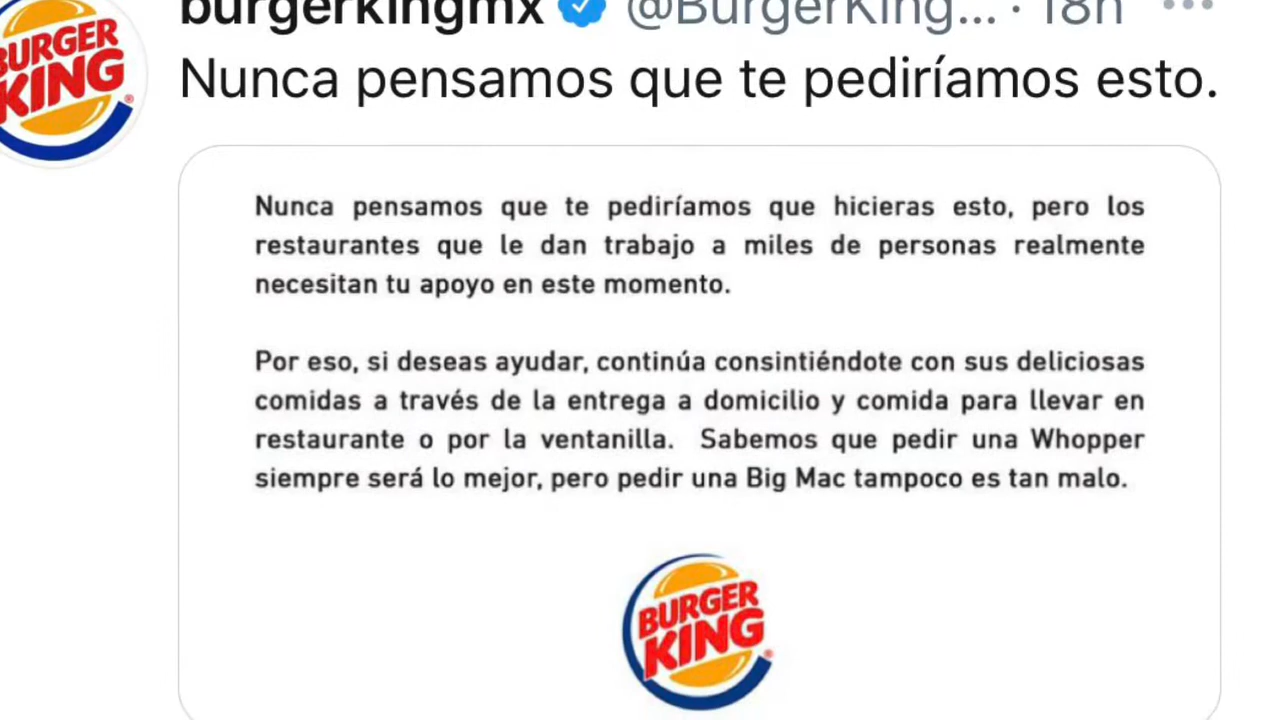 burgerkingmx @BurgerKing... · 18h ...
Nunca pensamos que te pediríamos esto.
BURGER
KING
®
Nunca pensamos que te pediríamos que hicieras esto, pero los
restaurantes que le dan trabajo a miles de personas realmente
necesitan tu apoyo en este momento.
Por eso, si deseas ayudar, continúa consintiéndote con sus deliciosas
comidas a través de la entrega a domicilio y comida para llevar en
restaurante o por la ventanilla. Sabemos que pedir una Whopper
siempre será lo mejor, pero pedir una Big Mac tampoco es tan malo.
BURGER
KING
®